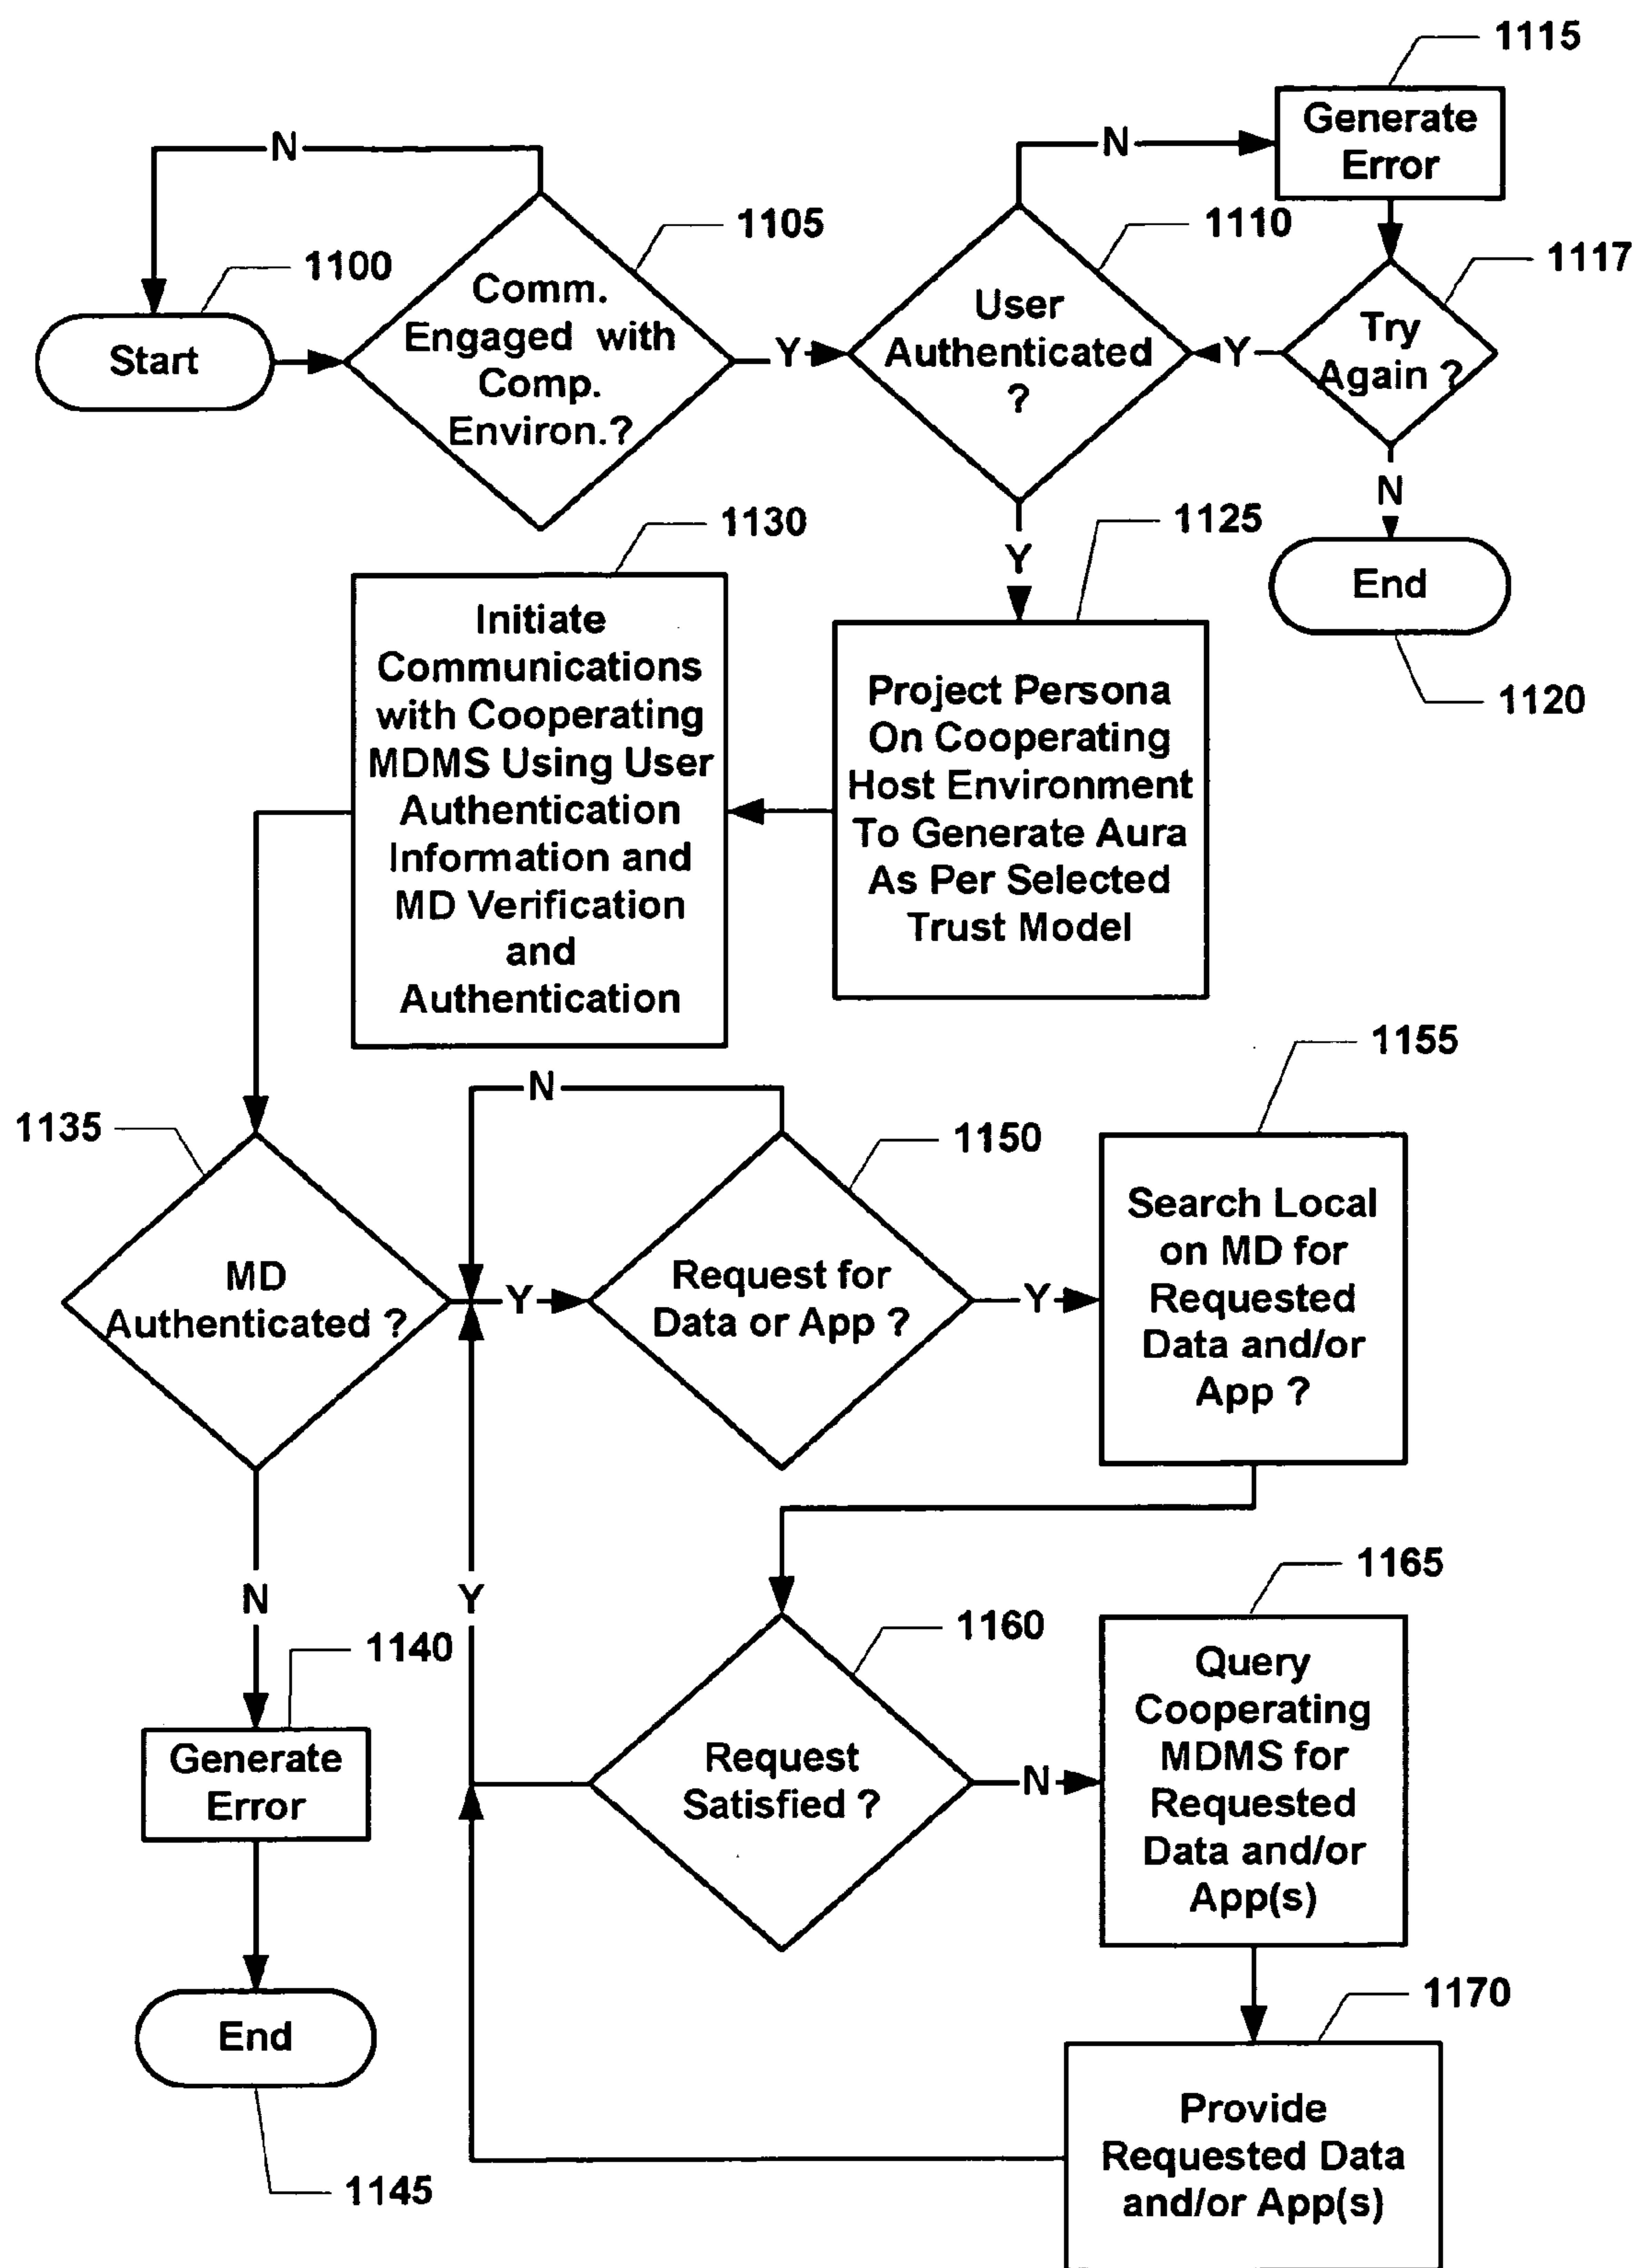 1115
Generate
Error
N
N
1105
1110
1117
1100
Comm.
Engaged with
Comp.
Environ.?
User
Authenticated
?
Try
Again ?
Start
Y
Y
N
1130
1125
Y
End
1120
Initiate
Communications
with Cooperating
MDMS Using User
Authentication
Information and
MD Verification
and
Authentication
Project Persona
On Cooperating
Host Environment
To Generate Aura
As Per Selected
Trust Model
1155
N
1135
1150
MD
Authenticated ?
Y
Request for
Data or App ?
Y
Search Local
on MD for
Requested
Data and/or
App ?
N
Y
1165
1160
1140
Generate
Error
Request
Satisfied ?
N
Query
Cooperating
MDMS for
Requested
Data and/or
App(s)
1170
End
1145
Provide
Requested Data
and/or App(s)